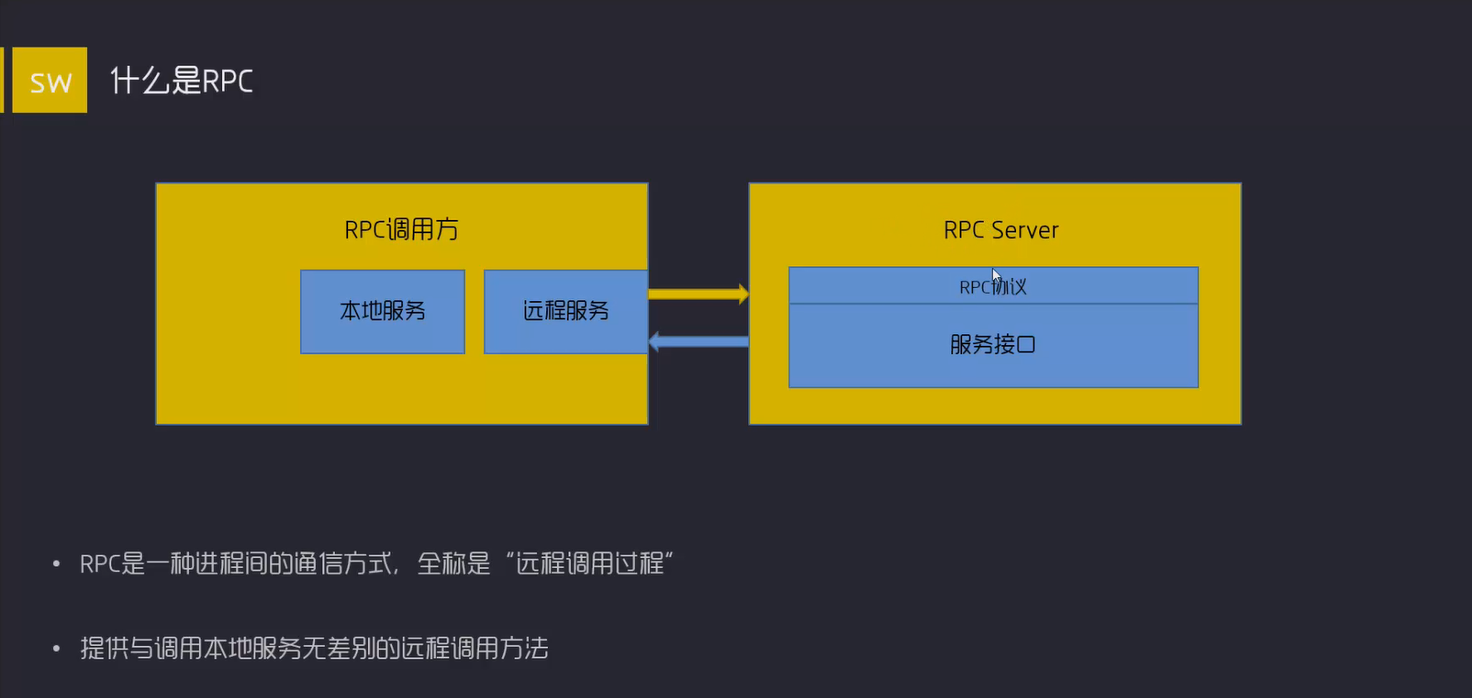 SW
什么是RPC
RPC调用方
本地服务
远程服务
RPC Server
RPC协议
服务接口
• RPC是一种进程间的通信方式，全称是“远程调用过程“
• 提供与调用本地服务无差别的远程调用方法